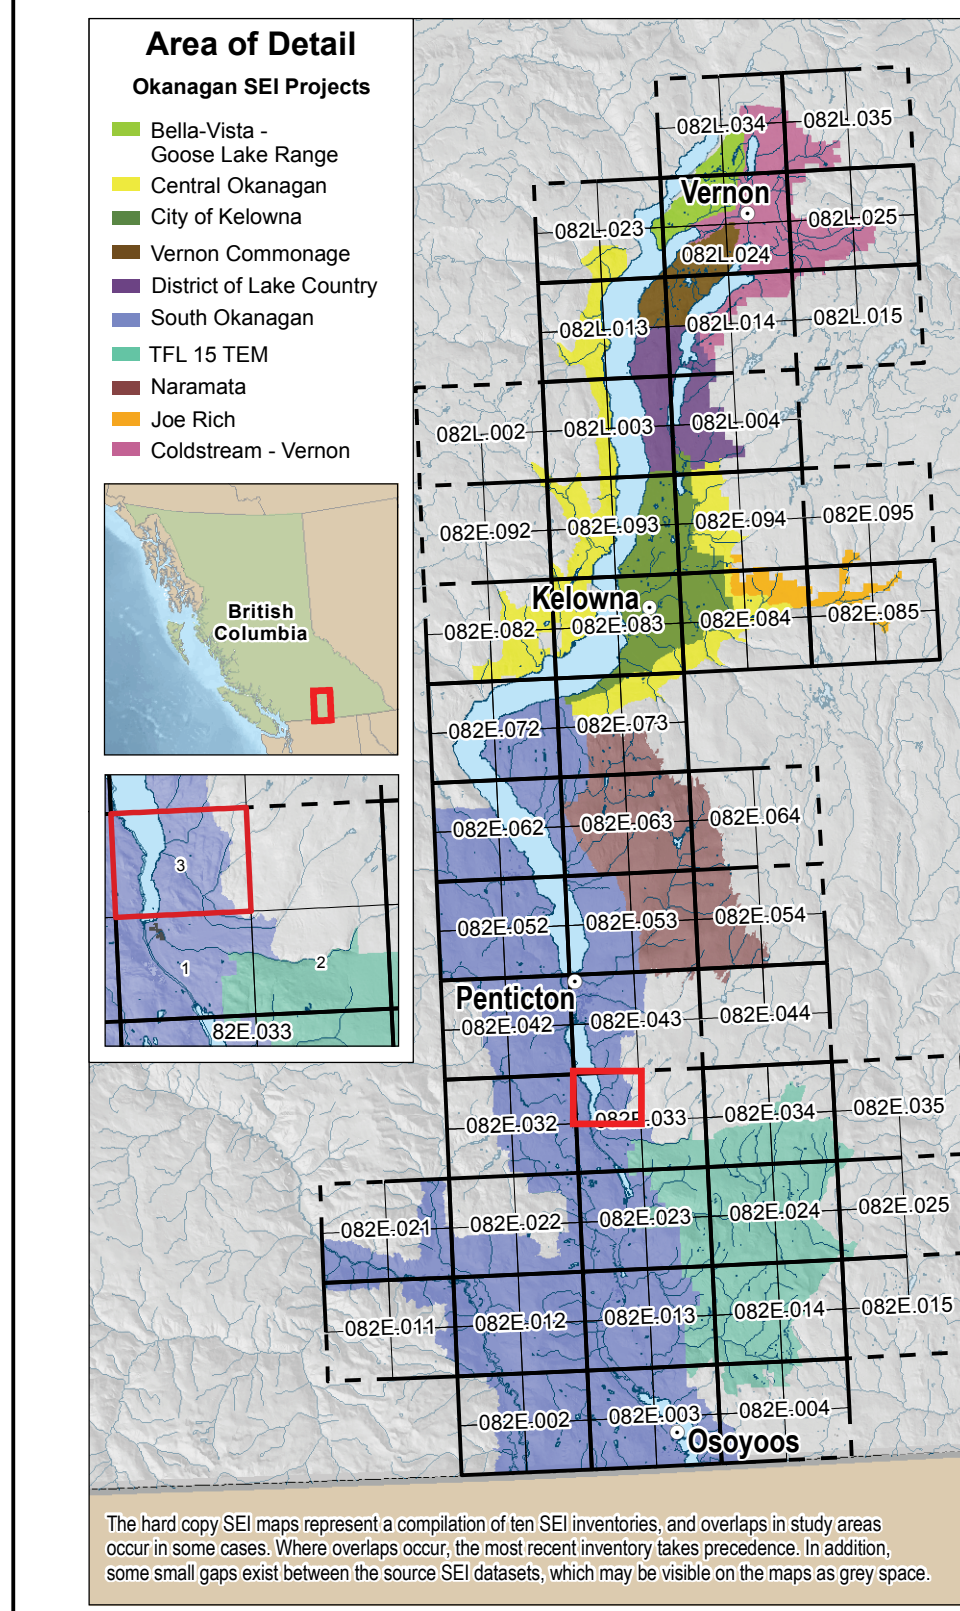 Area of Detail
Okanagan SEI Projects
Bella-Vista -
Goose Lake Range
Central Okanagan
City of Kelowna
Vernon Commonage
District of Lake Country
South Okanagan
TFL 15 TEM
Naramata
Joe Rich
Coldstream - Vernon
British
Columbia
3
1
2
82E.033
082L.034
082L.035
Vernon
082L.023
082L.024
082L.025
082L.013
082L.014
082L.015
082L.002
082L.003
082L.004
082E.092
082E.093
082E.094
082E.095
Kelowna
082E.082
082E.083
082E.084
082E.085
082E.072
082E.073
082E.062
082E.063
082E.064
082E.052
082E.053
082E.054
Penticton
082E.042
082E.043
082E.044
082E.032
082E.033
082E.034
082E.035
082E.021
082E.022
082E.023
082E.024
082E.025
082E.011
082E.012
082E.013
082E.014
082E.015
082E.002
082E.003
082E.004
Osoyoos
The hard copy SEI maps represent a compilation of ten SEI inventories, and overlaps in study areas
occur in some cases. Where overlaps occur, the most recent inventory takes precedence. In addition,
some small gaps exist between the source SEI datasets, which may be visible on the maps as grey space.